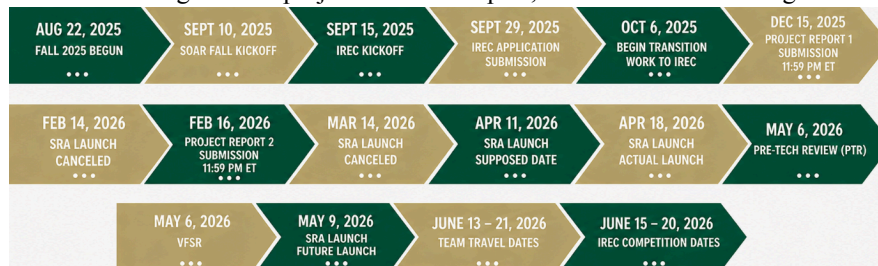 AUG 22, 2025
FALL 2025 BEGUN
SEPT 10, 2025
SOAR FALL KICKOFF
SEPT 15, 2025
IREC KICKOFF
SEPT 29, 2025
IREC APPLICATION
SUBMISSION
OCT 6, 2025
BEGIN TRANSITION
WORK TO IREC
DEC 15, 2025
PROJECT REPORT 1
SUBMISSION
11:59 PM ET
FEB 14, 2026
SRA LAUNCH
CANCELED
FEB 16, 2026
PROJECT REPORT 2
SUBMISSION
11:59 PM ET
MAR 14, 2026
SRA LAUNCH
CANCELED
APR 11, 2026
SRA LAUNCH
SUPPOSED DATE
APR 18, 2026
SRA LAUNCH
ACTUAL LAUNCH
MAY 6, 2026
PRE-TECH REVIEW (PTR)
MAY 6, 2026
VFSR
MAY 9, 2026
SRA LAUNCH
FUTURE LAUNCH
JUNE 13 – 21, 2026
TEAM TRAVEL DATES
JUNE 15 – 20, 2026
IREC COMPETITION DATES